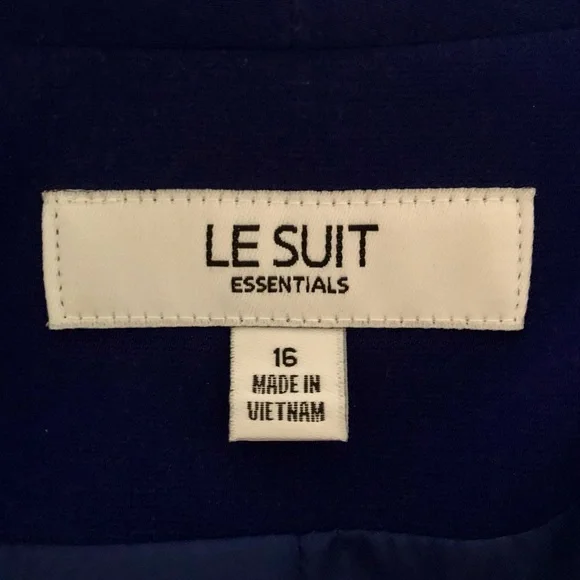 LE SUIT
ESSENTIALS
16
MADE IN
VIETNAM